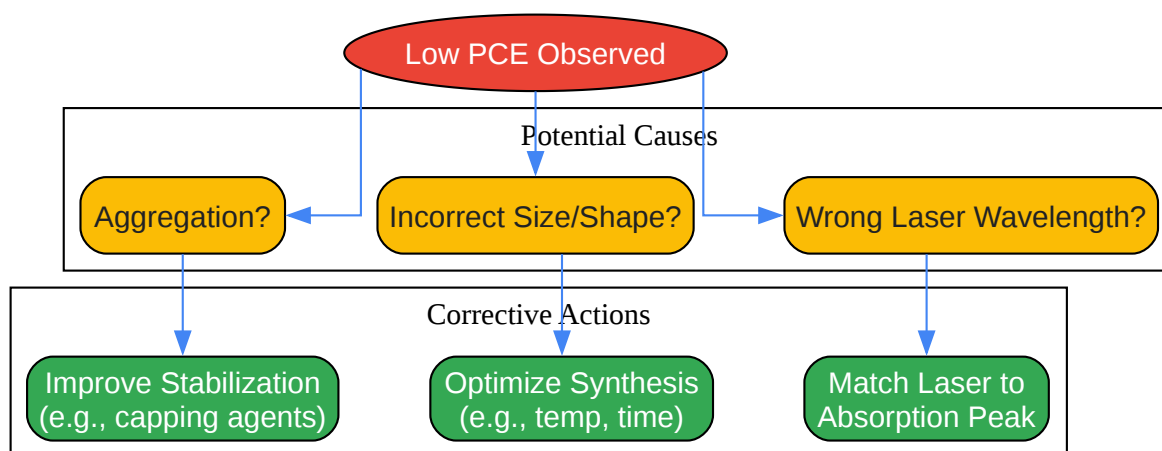 Low PCE Observed
Potential Causes
Aggregation?
Incorrect Size/Shape?
Wrong Laser Wavelength?
Corrective Actions
Improve Stabilization
(e.g., capping agents)
Optimize Synthesis
(e.g., temp, time)
Match Laser to
Absorption Peak